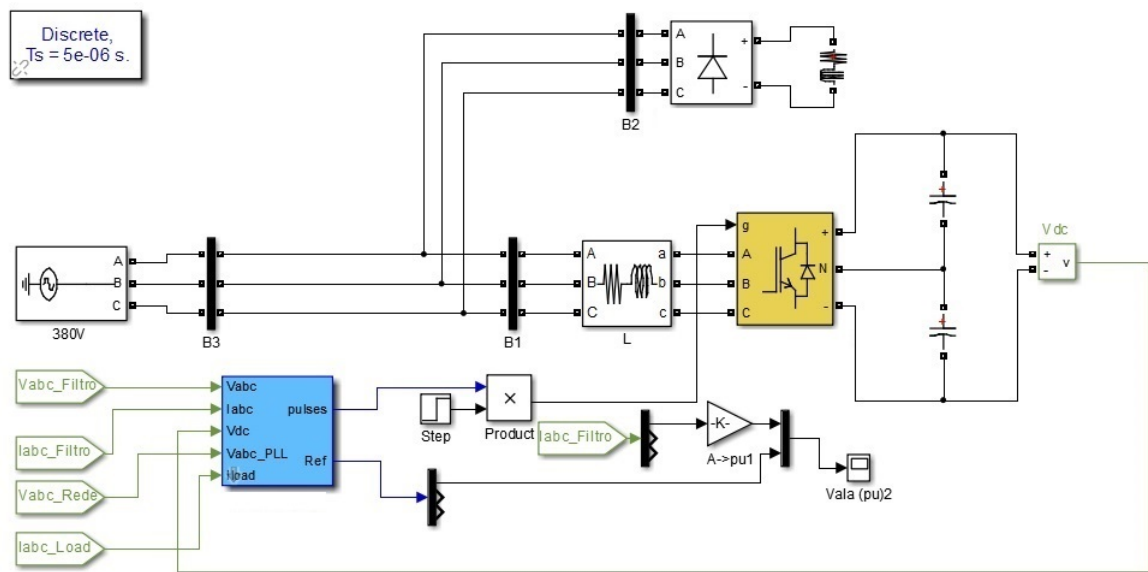 Discrete,
Ts = 5e-06 s.
A
B
C
B2
+
-
A
B
C
380V
B3
B1
A
B
C
a
b
c
L
g
A
B
C
+
N
-
Vdc
+
-
v
Vabc_Filtro
Iabc_Filtro
Vabc_Rede
Iabc_Load
Vabc
Iabc
Vdc
Vabc_PLL
pulses
Ref
Step
×
Product
Iabc_Filtro
-K-
A->pu1
Vala (pu)2